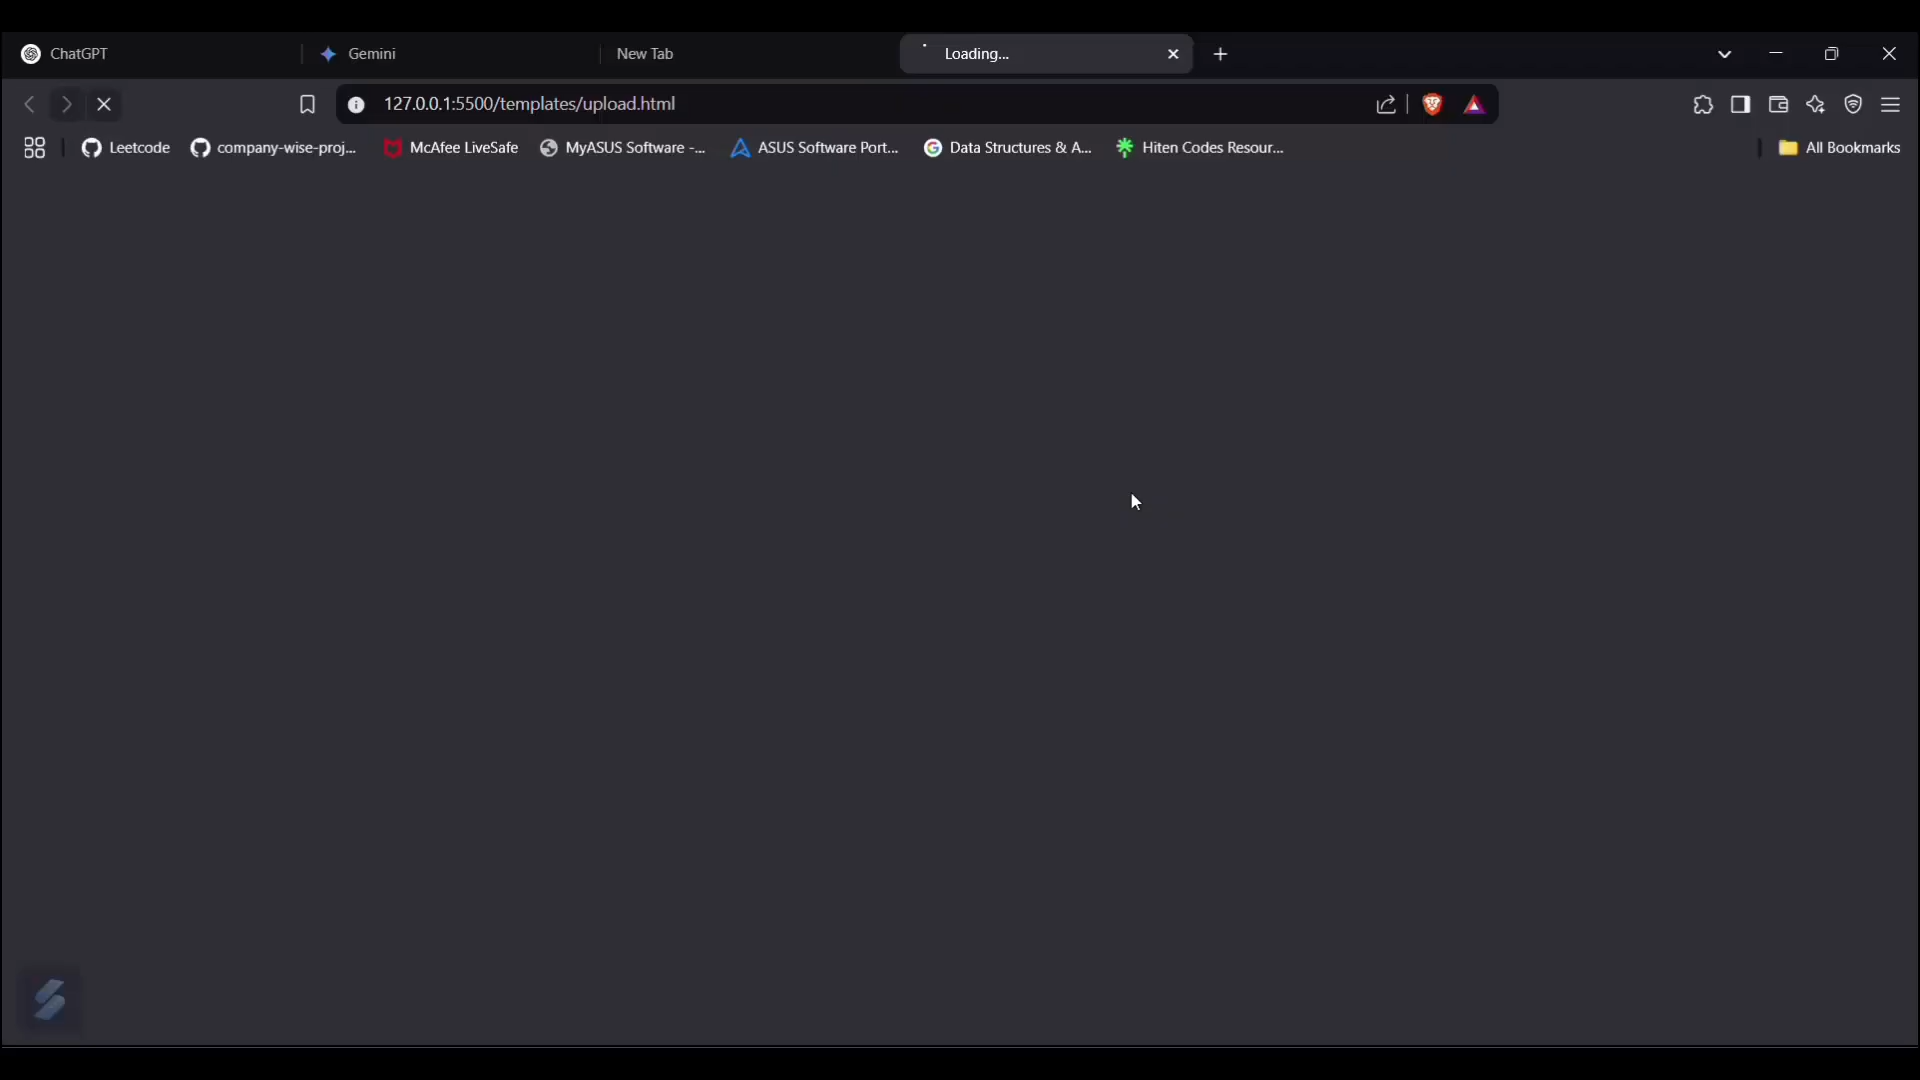 ChatGPT
Gemini
New Tab
Loading...
127.0.0.1:5500/templates/upload.html
Leetcode
company-wise-proj...
McAfee LiveSafe
MyASUS Software -...
ASUS Software Port...
Data Structures & A...
Hiten Codes Resour...
All Bookmarks